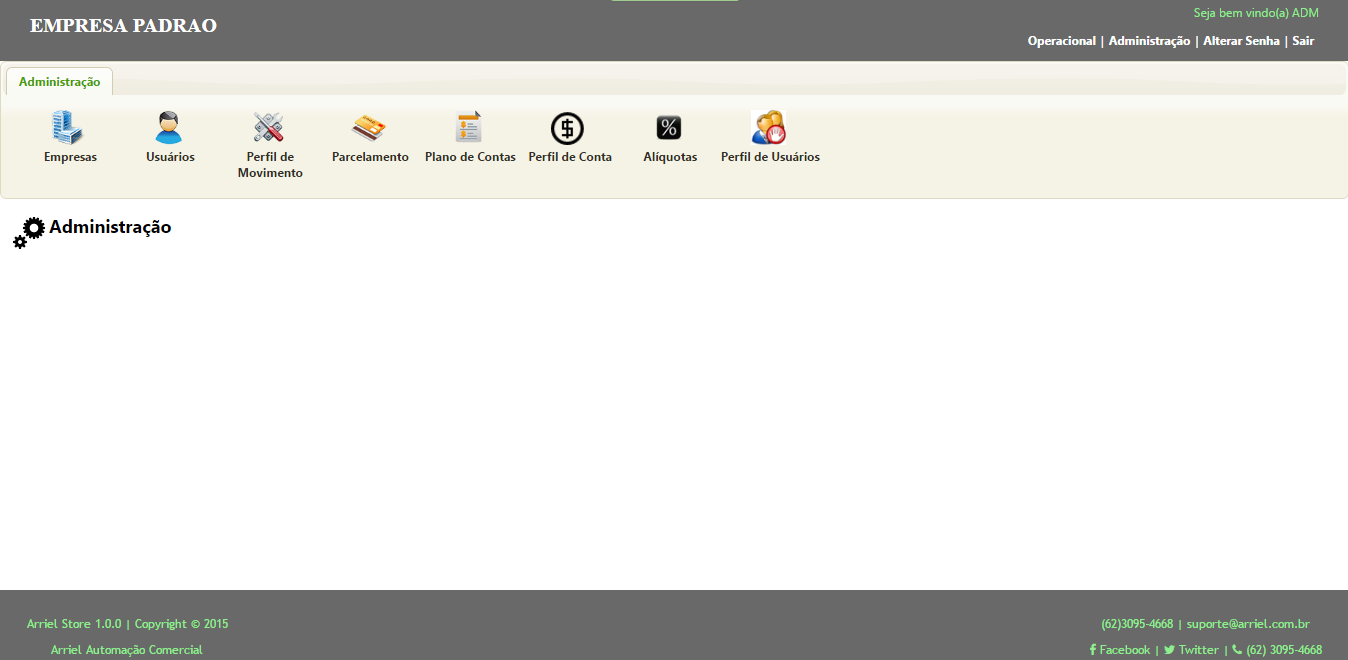 EMPRESA PADRAO
Seja bem vindo(a) ADM
Operacional | Administração | Alterar Senha | Sair
Administração
Empresas
Usuários
Perfil de
Movimento
Parcelamento
Plano de Contas
Perfil de Conta
Alíquotas
Perfil de Usuários
Administração
Arriel Store 1.0.0 | Copyright © 2015
Arriel Automação Comercial
(62)3095-4668 | suporte@arriel.com.br
Facebook | Twitter | (62) 3095-4668